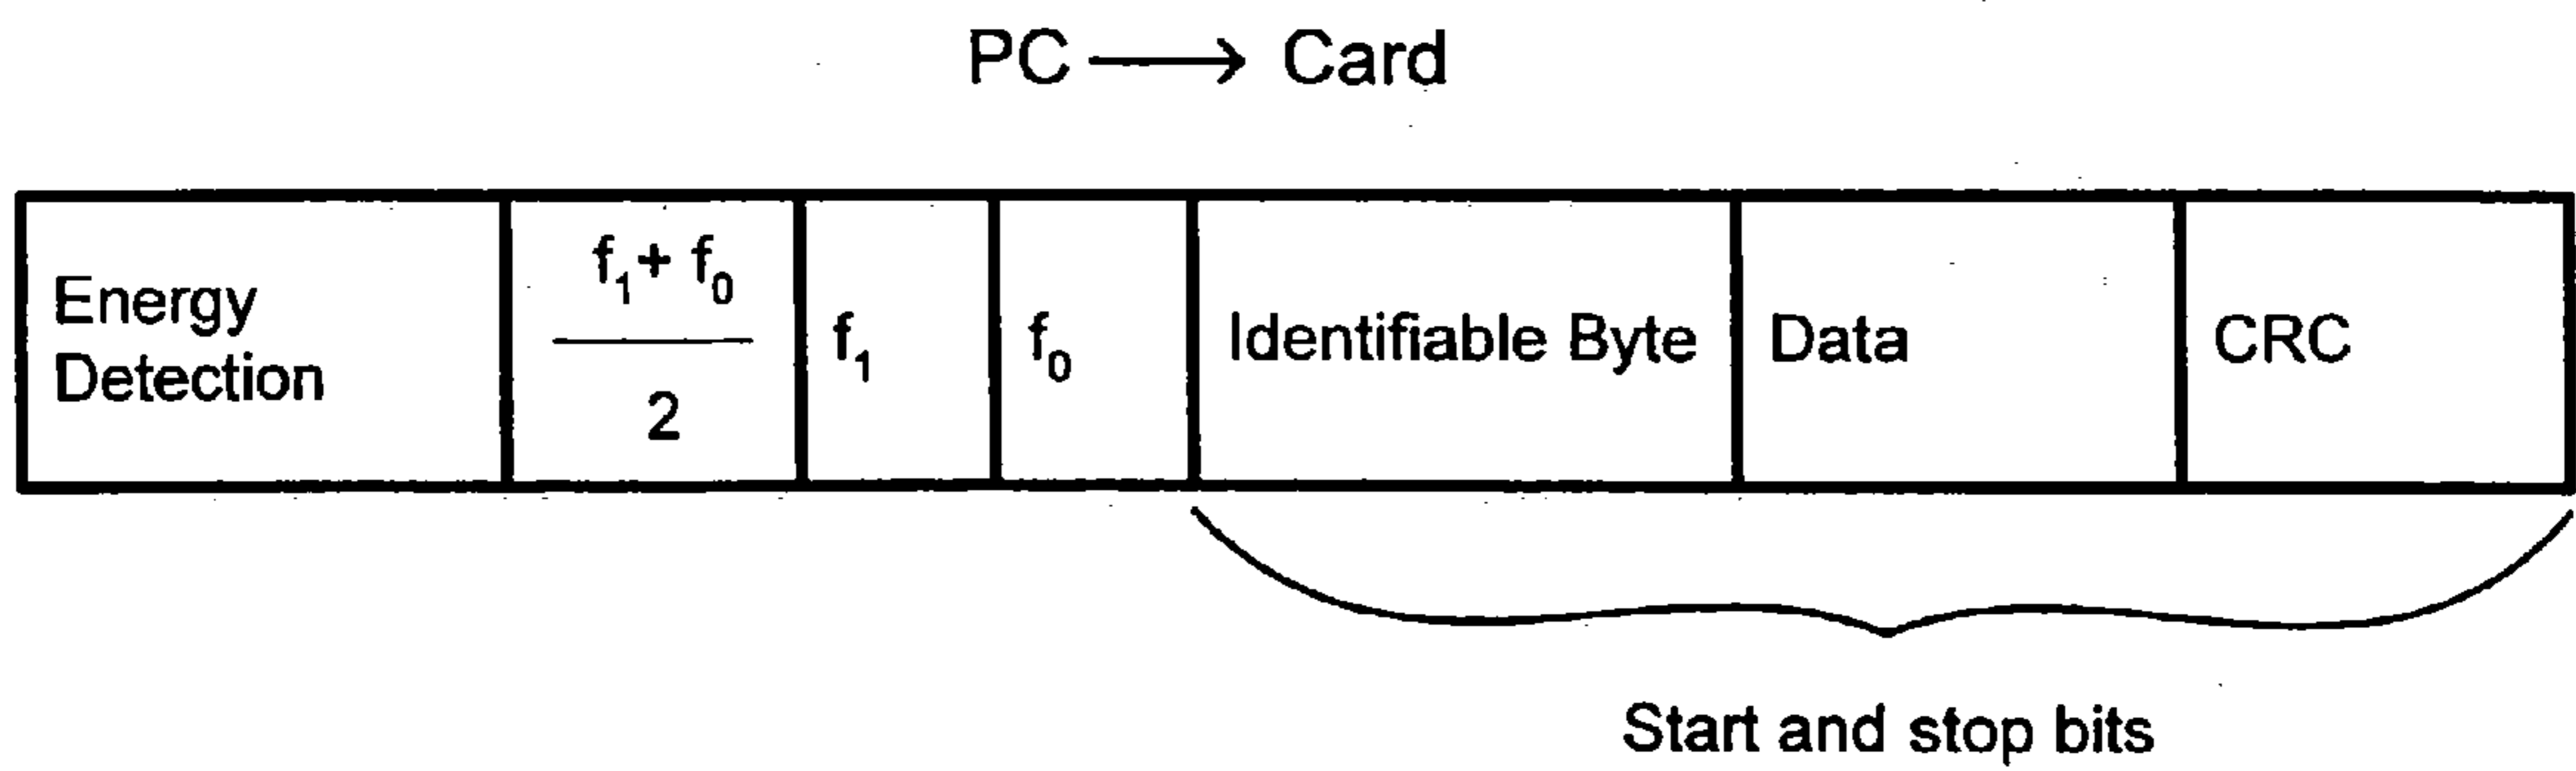 PC → Card
Energy
Detection
f₁+ f₀
2
f₁
f₀
Identifiable Byte
Data
CRC
Start and stop bits